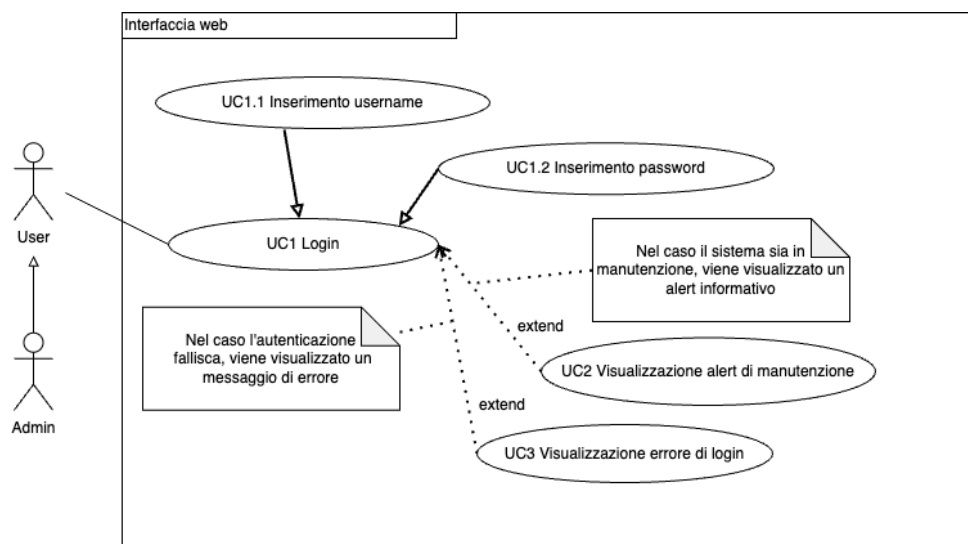 Interfaccia web
UC1.1 Inserimento username
UC1.2 Inserimento password
User
UC1 Login
Nel caso il sistema sia in
manutenzione, viene visualizzato un
alert informativo
extend
Nel caso l'autenticazione
fallisca, viene visualizzato un
messaggio di errore
UC2 Visualizzazione alert di manutenzione
extend
Admin
UC3 Visualizzazione errore di login